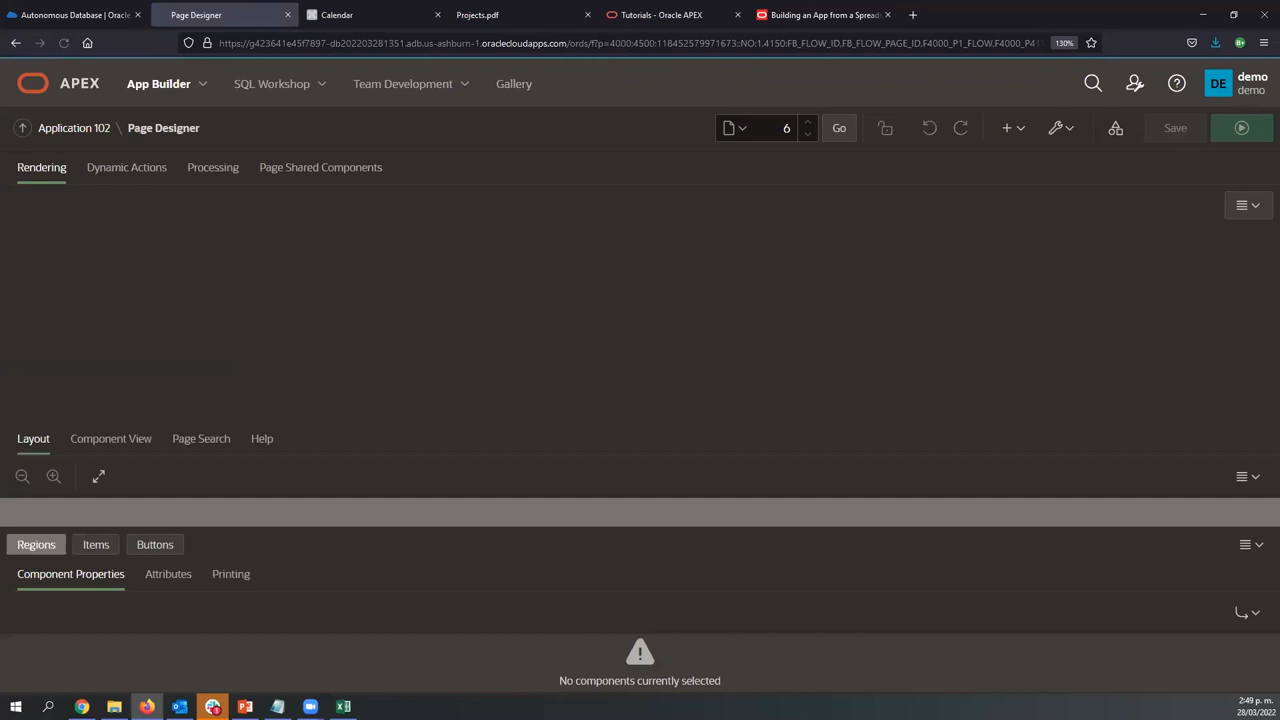 Autonomous Database | Oracle
Page Designer
Calendar
Projects.pdf
Tutorials - Oracle APEX
Building an App from a Spreads
https://g423641e45f7897-db202203281351.adb.us-ashburn-1.oraclecloudapps.com/ords/f?p=4000:4500:118452579971673::NO:1,4150:FB_FLOW_ID,FB_FLOW_PAGE_ID,F4000_P1_FLOW,F4000_P41
130%
APEX
App Builder
SQL Workshop
Team Development
Gallery
DE
demo
demo
Application 102 \ Page Designer
6
Go
Save
Rendering
Dynamic Actions
Processing
Page Shared Components
Layout
Component View
Page Search
Help
Regions
Items
Buttons
Component Properties
Attributes
Printing
No components currently selected
2:49 p. m.
28/03/2022